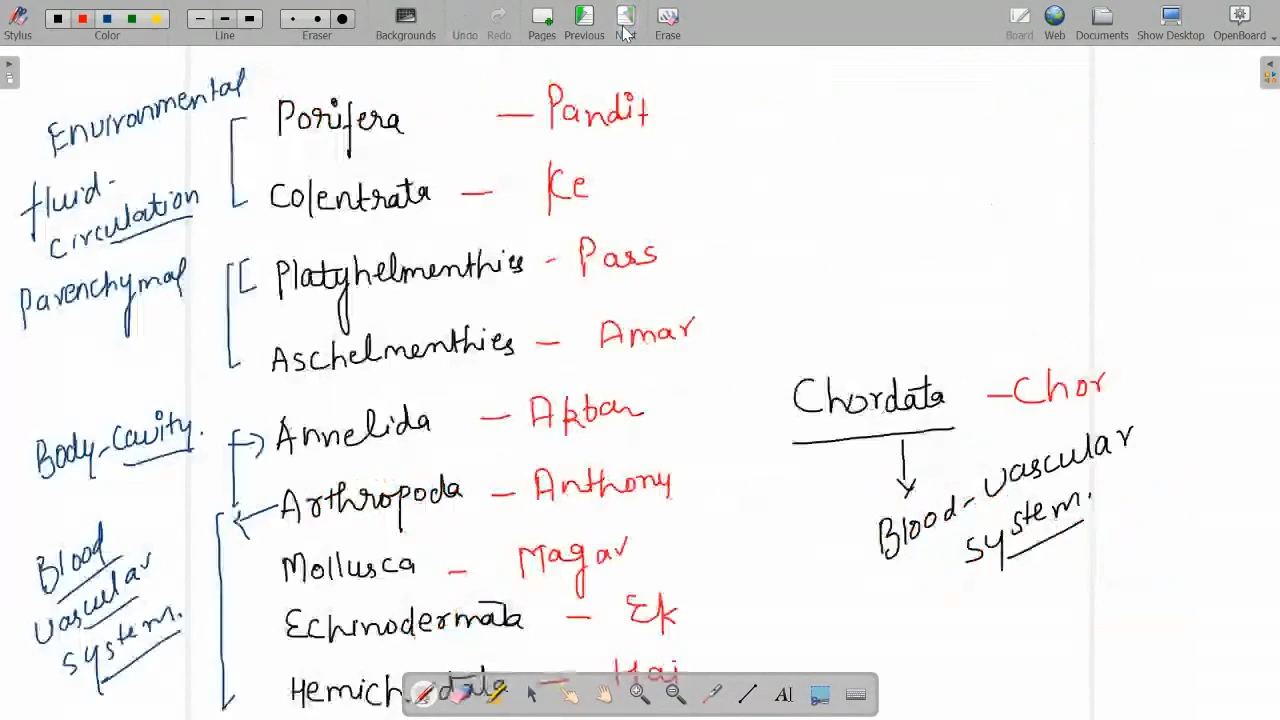 Stylus
Color
Line
Eraser
Backgrounds
Undo
Redo
Pages
Previous
Erase
Board
Web
Documents
Show Desktop
OpenBoard
Environmental
fluid-
circulation
Porifera — Pandit
Colentrata — Ke
Parenchymal
Platyhelmenthies - Pass
Aschelmenthies — Amar
Body-Cavity.
Annelida — Akbar
Arthropoda — Anthony
Blood
vascular
system.
Mollusca — Magar
Echinodermata — Ek
Hai
Chordata — Chor
Blood-vascular
system.